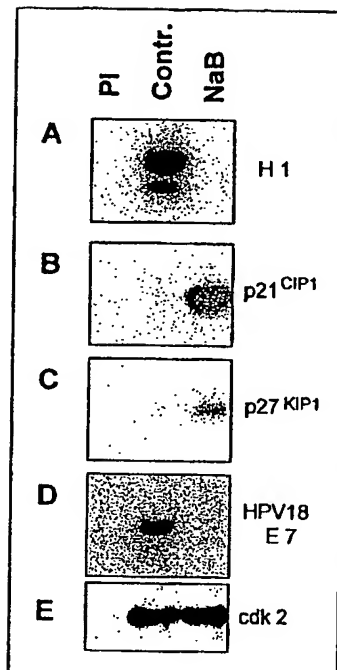 PI Contr. NaB
A
H 1
B
p21 CIP1
C
p27 KIP1
D
HPV18
E 7
E
cdk 2